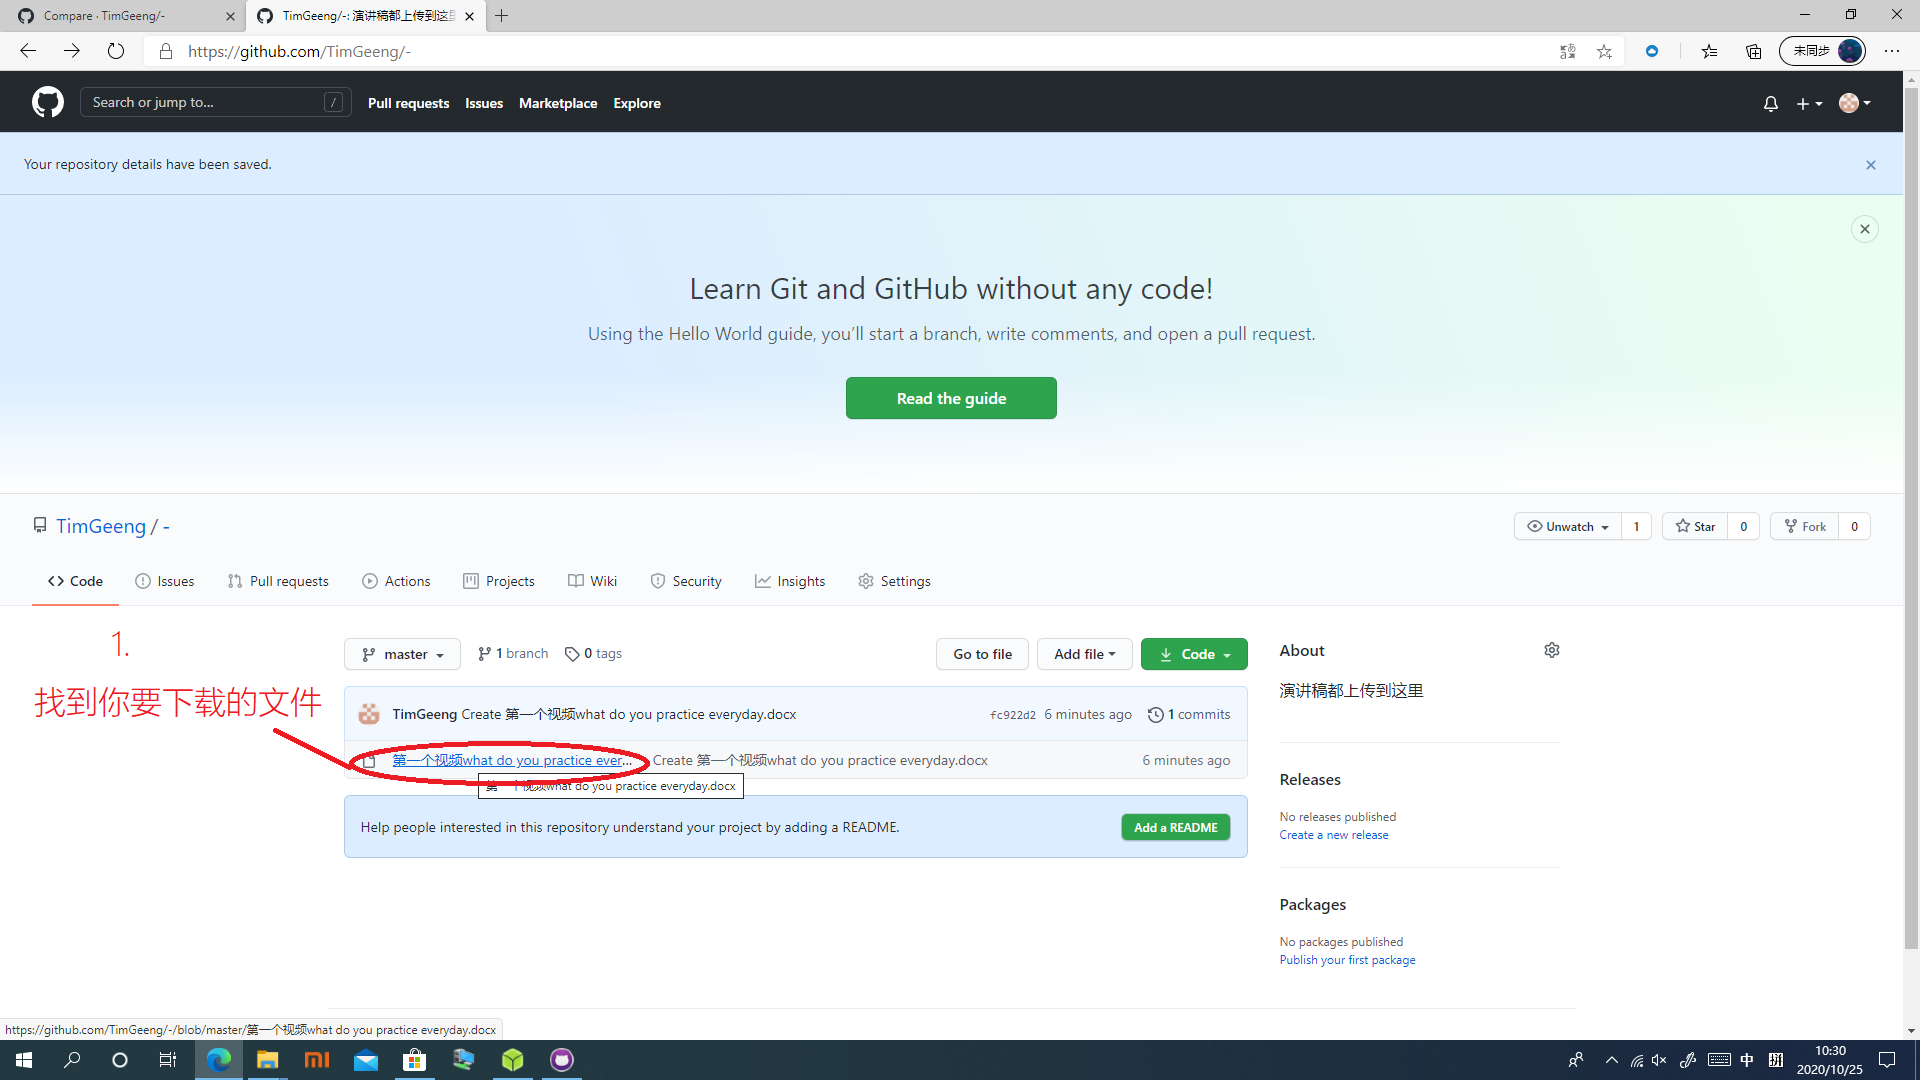 Compare · TimGeeng/-
TimGeeng/-: 演讲稿都上传到这里
https://github.com/TimGeeng/-
未同步
Search or jump to...
/
Pull requests
Issues
Marketplace
Explore
Your repository details have been saved.
Learn Git and GitHub without any code!
Using the Hello World guide, you’ll start a branch, write comments, and open a pull request.
Read the guide
TimGeeng / -
Unwatch
1
Star
0
Fork
0
Code
Issues
Pull requests
Actions
Projects
Wiki
Security
Insights
Settings
1.
找到你要下载的文件
master
1 branch
0 tags
Go to file
Add file
Code
TimGeeng Create 第一个视频what do you practice everyday.docx
fc922d2
6 minutes ago
1 commits
第一个视频what do you practice ever...
Create 第一个视频what do you practice everyday.docx
6 minutes ago
第一个视频what do you practice everyday.docx
Help people interested in this repository understand your project by adding a README.
Add a README
About
演讲稿都上传到这里
Releases
No releases published
Create a new release
Packages
No packages published
Publish your first package
https://github.com/TimGeeng/-/blob/master/第一个视频what do you practice everyday.docx
中
拼
10:30
2020/10/25